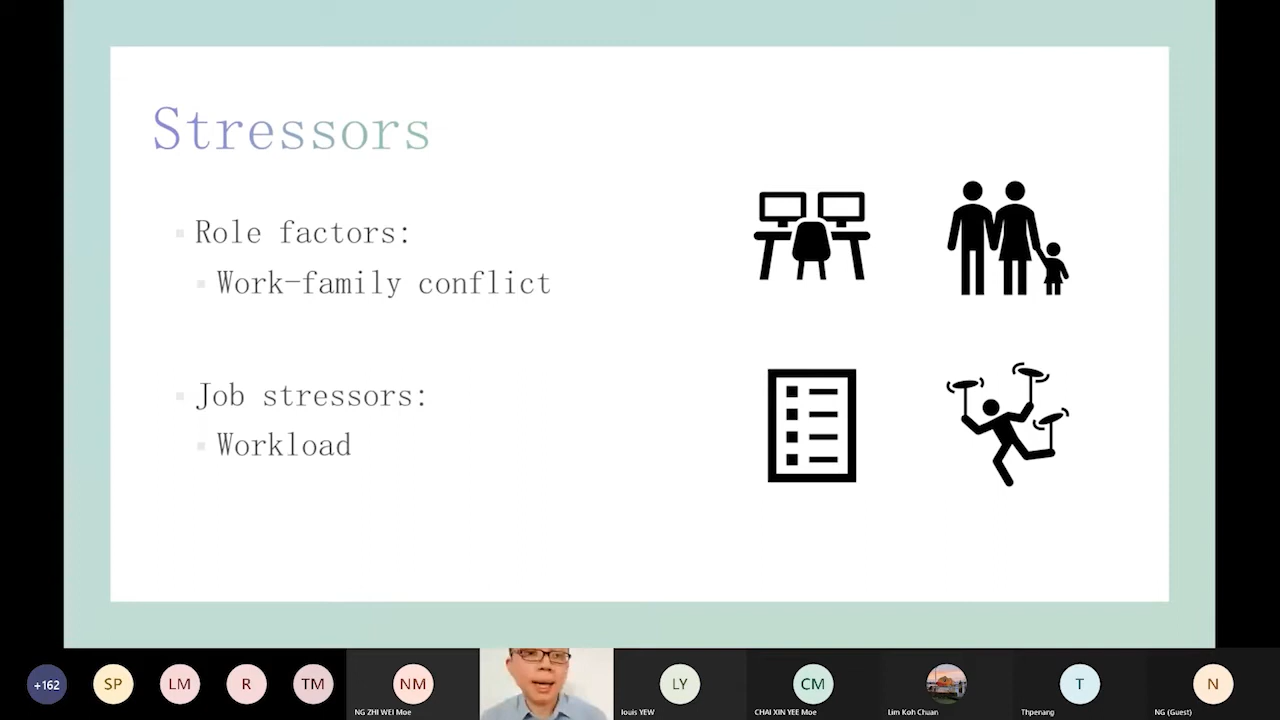 Stressors
Role factors:
Work-family conflict
Job stressors:
Workload
+162
SP
LM
R
TM
NM
NG ZHI WEI Moe
LY
louis YEW
CM
CHAI XIN YEE Moe
Lim Koh Chuan
T
Thpenang
N
NG (Guest)